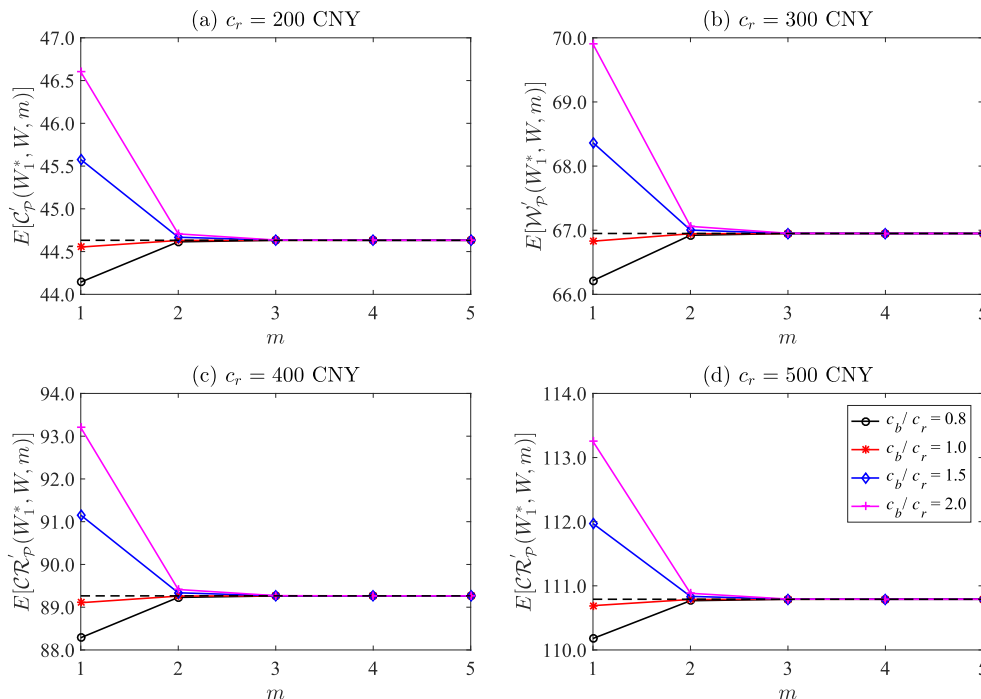 (a) c_r = 200 CNY
E[𝒞'_p(W_1^*, W, m)]
47.0
46.5
46.0
45.5
45.0
44.5
44.0
1 2 3 4 5
m
(b) c_r = 300 CNY
E[𝒲'_p(W_1^*, W, m)]
70.0
69.0
68.0
67.0
66.0
1 2 3 4 5
m
(c) c_r = 400 CNY
E[𝒞ℛ'_p(W_1^*, W, m)]
94.0
93.0
92.0
91.0
90.0
89.0
88.0
1 2 3 4 5
m
(d) c_r = 500 CNY
E[𝒞ℛ'_p(W_1^*, W, m)]
114.0
113.0
112.0
111.0
110.0
1 2 3 4 5
m
c_b / c_r = 0.8
c_b / c_r = 1.0
c_b / c_r = 1.5
c_b / c_r = 2.0